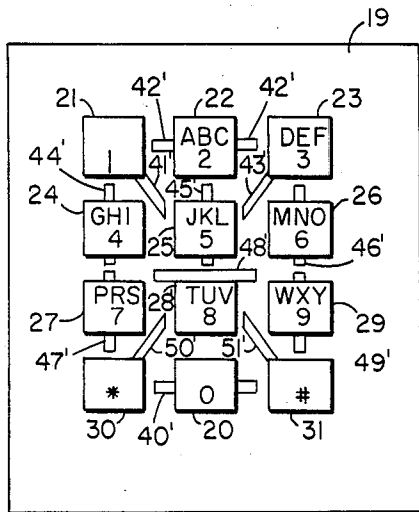 19
21 42' 22 42' 23
1 ABC 2 DEF 3
44' 41' 45' 43'
24 GHI 4 25 JKL 5 MNO 6 26
46'
48'
27 PRS 7 28 TUV 8 WXY 9 29
47' 50' 51' 49'
* 0 #
30 40' 20 31